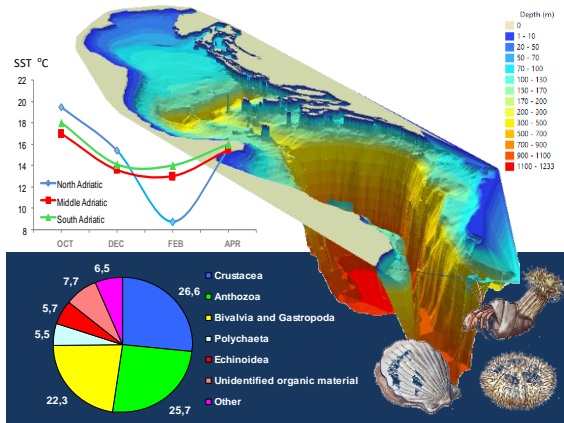 Depth (m)
0
1 - 10
20 - 50
50 - 70
70 - 100
100 - 130
150 - 170
170 - 200
200 - 300
300 - 500
500 - 700
700 - 900
900 - 1100
1100 - 1233
SST °C
22
20
18
16
14
12
10
8
North Adriatic
Middle Adriatic
South Adriatic
OCT DEC FEB APR
26,6
25,7
22,3
5,5
5,7
7,7
6,5
Crustacea
Anthozoa
Bivalvia and Gastropoda
Polychaeta
Echinoidea
Unidentified organic material
Other